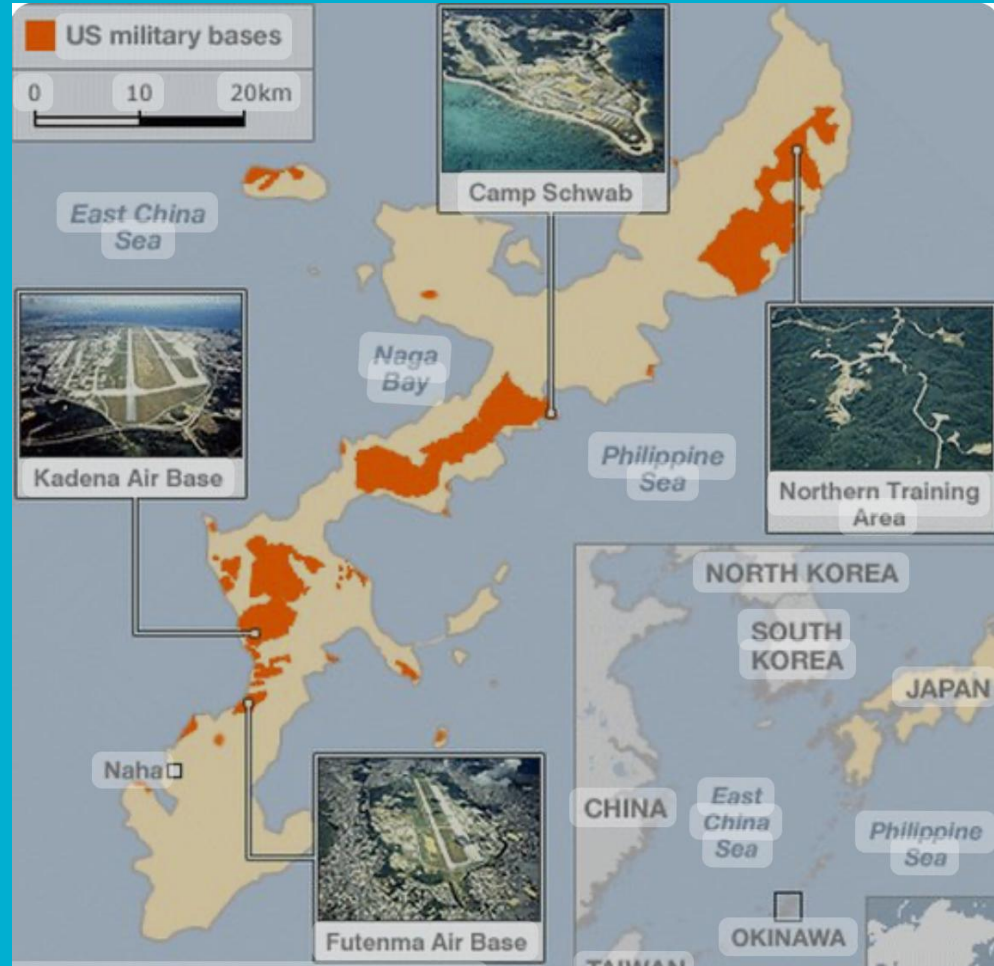 US military bases
0 10 20km
Camp Schwab
East China
Sea
Naga
Bay
Kadena Air Base
Philippine
Sea
Northern Training
Area
Naha
Futenma Air Base
NORTH KOREA
SOUTH
KOREA
JAPAN
CHINA
East
China
Sea
Philippine
Sea
OKINAWA
TAIWAN